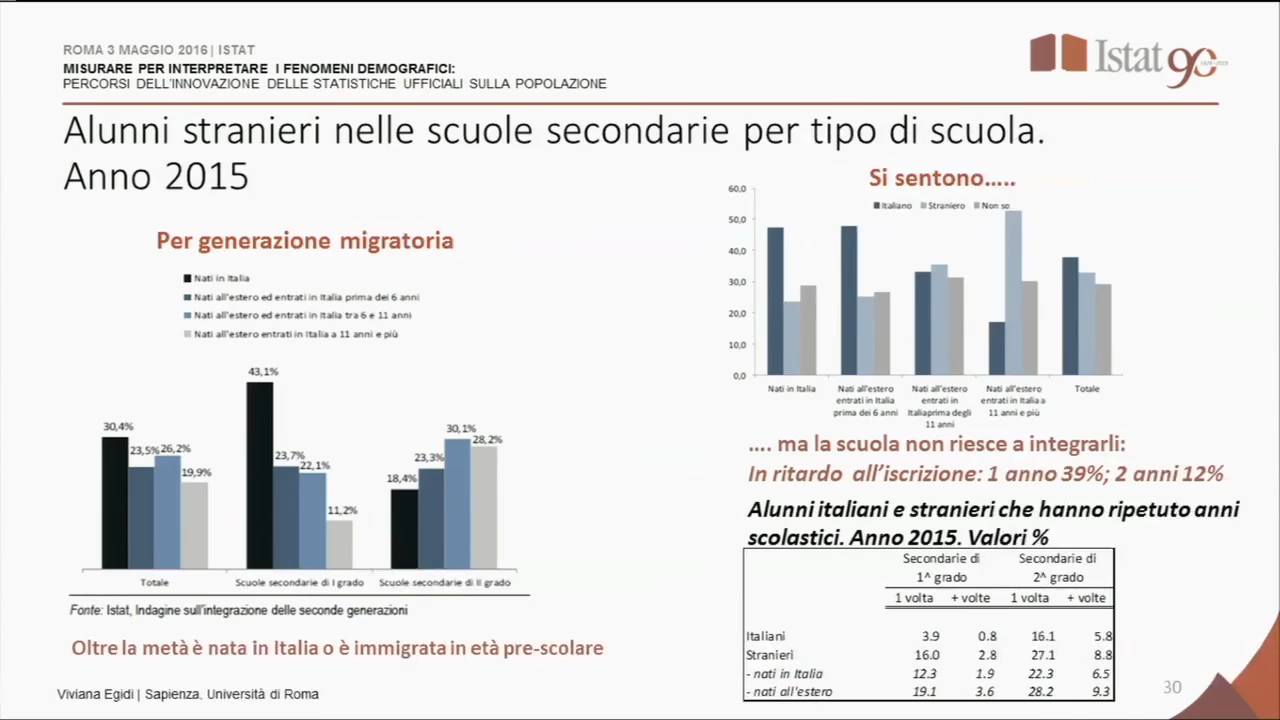 ROMA 3 MAGGIO 2016 | ISTAT
MISURARE PER INTERPRETARE I FENOMENI DEMOGRAFICI:
PERCORSI DELL'INNOVAZIONE DELLE STATISTICHE UFFICIALI SULLA POPOLAZIONE
Istat 90
Alunni stranieri nelle scuole secondarie per tipo di scuola.
Anno 2015
Per generazione migratoria
Nati in Italia
Nati all'estero ed entrati in Italia prima dei 6 anni
Nati all'estero ed entrati in Italia tra 6 e 11 anni
Nati all'estero entrati in Italia a 11 anni e più
30,4% 23,5% 26,2% 19,9%
43,1% 23,7% 22,1% 11,2%
18,4% 23,3% 30,1% 28,2%
Totale Scuole secondarie di I grado Scuole secondarie di II grado
Fonte: Istat, Indagine sull'integrazione delle seconde generazioni
Oltre la metà è nata in Italia o è immigrata in età pre-scolare
Si sentono.....
Italiano Straniero Non so
60,0
50,0
40,0
30,0
20,0
10,0
0,0
Nati in Italia
Nati all'estero
entrati in Italia
prima dei 6 anni
Nati all'estero
entrati in
Italiaprima degli
11 anni
Nati all'estero
entrati in Italia a
11 anni e più
Totale
.... ma la scuola non riesce a integrarli:
In ritardo all'iscrizione: 1 anno 39%; 2 anni 12%
Alunni italiani e stranieri che hanno ripetuto anni
scolastici. Anno 2015. Valori %
Secondarie di Secondarie di
1^ grado 2^ grado
1 volta + volte 1 volta + volte
Italiani 3.9 0.8 16.1 5.8
Stranieri 16.0 2.8 27.1 8.8
- nati in Italia 12.3 1.9 22.3 6.5
- nati all'estero 19.1 3.6 28.2 9.3
Viviana Egidi | Sapienza, Università di Roma
30